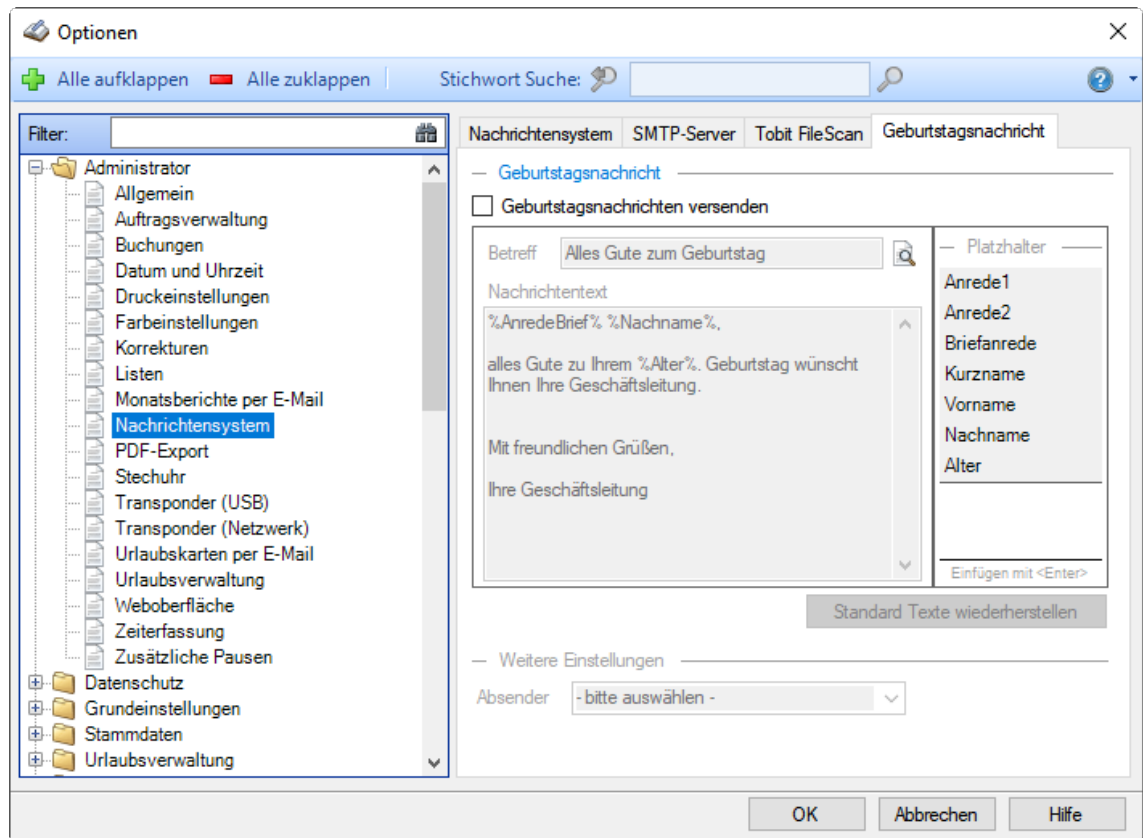 Optionen
Alle aufklappen Alle zuklappen Stichwort Suche:
Filter:
Administrator
Allgemein
Auftragsverwaltung
Buchungen
Datum und Uhrzeit
Druckeinstellungen
Farbeinstellungen
Korrekturen
Listen
Monatsberichte per E-Mail
Nachrichtensystem
PDF-Export
Stechuhr
Transponder (USB)
Transponder (Netzwerk)
Urlaubskarten per E-Mail
Urlaubsverwaltung
Weboberfläche
Zeiterfassung
Zusätzliche Pausen
Datenschutz
Grundeinstellungen
Stammdaten
Urlaubsverwaltung
Nachrichtensystem SMTP-Server Tobit FileScan Geburtstagsnachricht
Geburtstagsnachricht
Geburtstagsnachrichten versenden
Betreff Alles Gute zum Geburtstag
Nachrichtentext
%AnredeBrief% %Nachname%,
alles Gute zu Ihrem %Alter%. Geburtstag wünscht
Ihnen Ihre Geschäftsleitung.
Mit freundlichen Grüßen,
Ihre Geschäftsleitung
Platzhalter
Anrede1
Anrede2
Briefanrede
Kurzname
Vorname
Nachname
Alter
Einfügen mit <Enter>
Standard Texte wiederherstellen
Weitere Einstellungen
Absender - bitte auswählen -
OK Abbrechen Hilfe